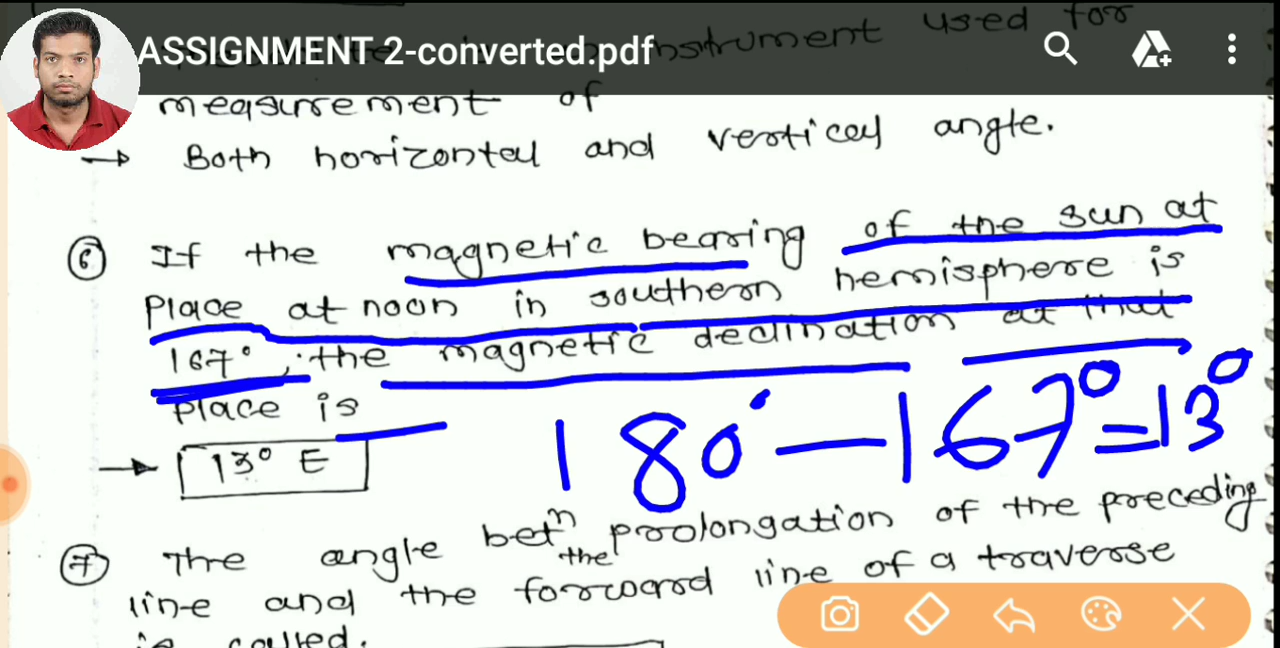 ASSIGNMENT 2-converted.pdf
instrument used for
measurement of
→ Both horizontal and vertical angle.
⑥ If the magnetic bearing of the sun at
Place at noon in southern hemisphere is
167°, the magnetic declination at that
place is
180° – 167° = 13°
→ 13° E
⑦ The angle betn the prolongation of the preceding
line and the forward line of a traverse
is called.